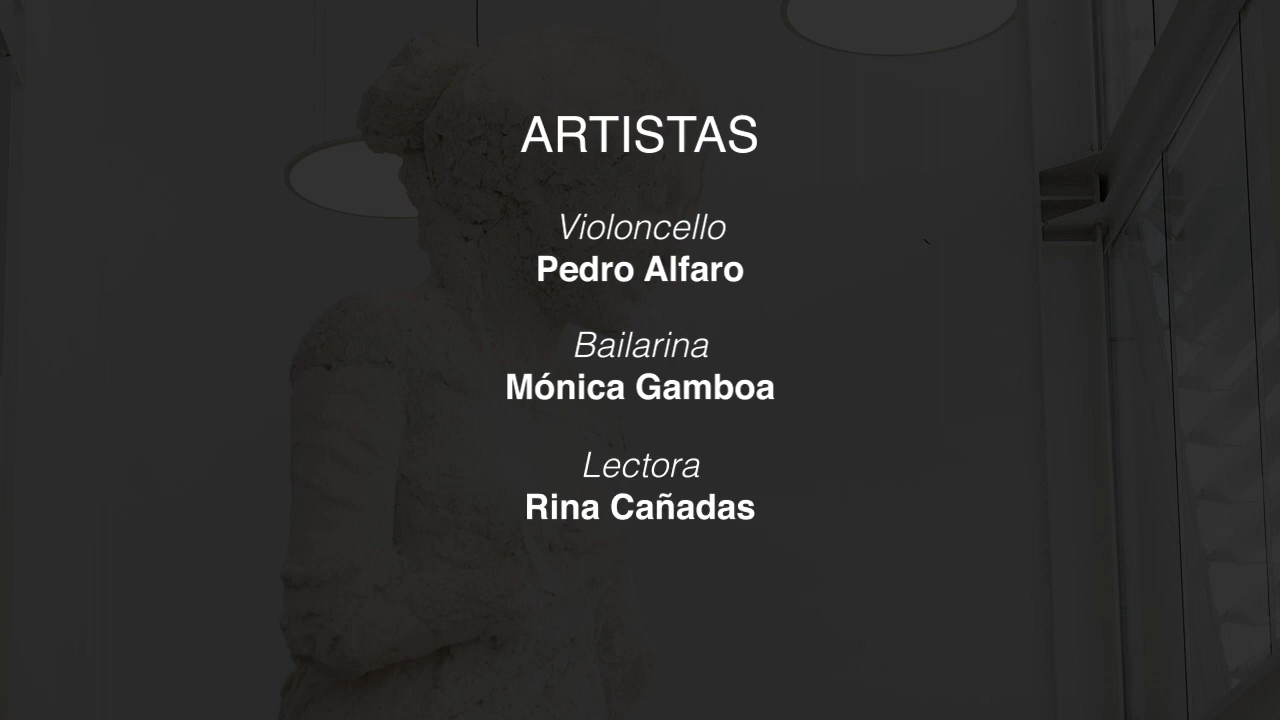 ARTISTAS
Violoncello
Pedro Alfaro
Bailarina
Mónica Gamboa
Lectora
Rina Cañadas